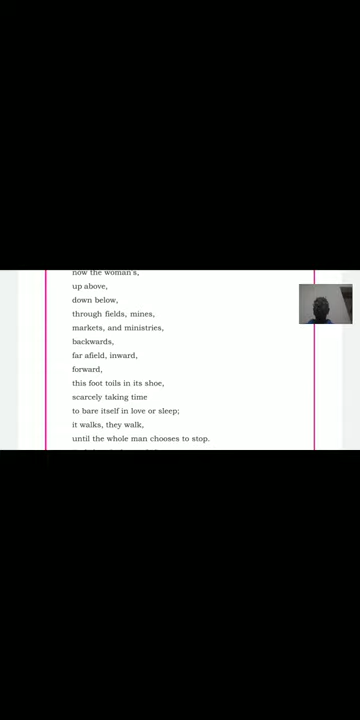 now the woman's,
up above,
down below,
through fields, mines,
markets, and ministries,
backwards,
far afield, inward,
forward,
this foot toils in its shoe,
scarcely taking time
to bare itself in love or sleep;
it walks, they walk,
until the whole man chooses to stop.